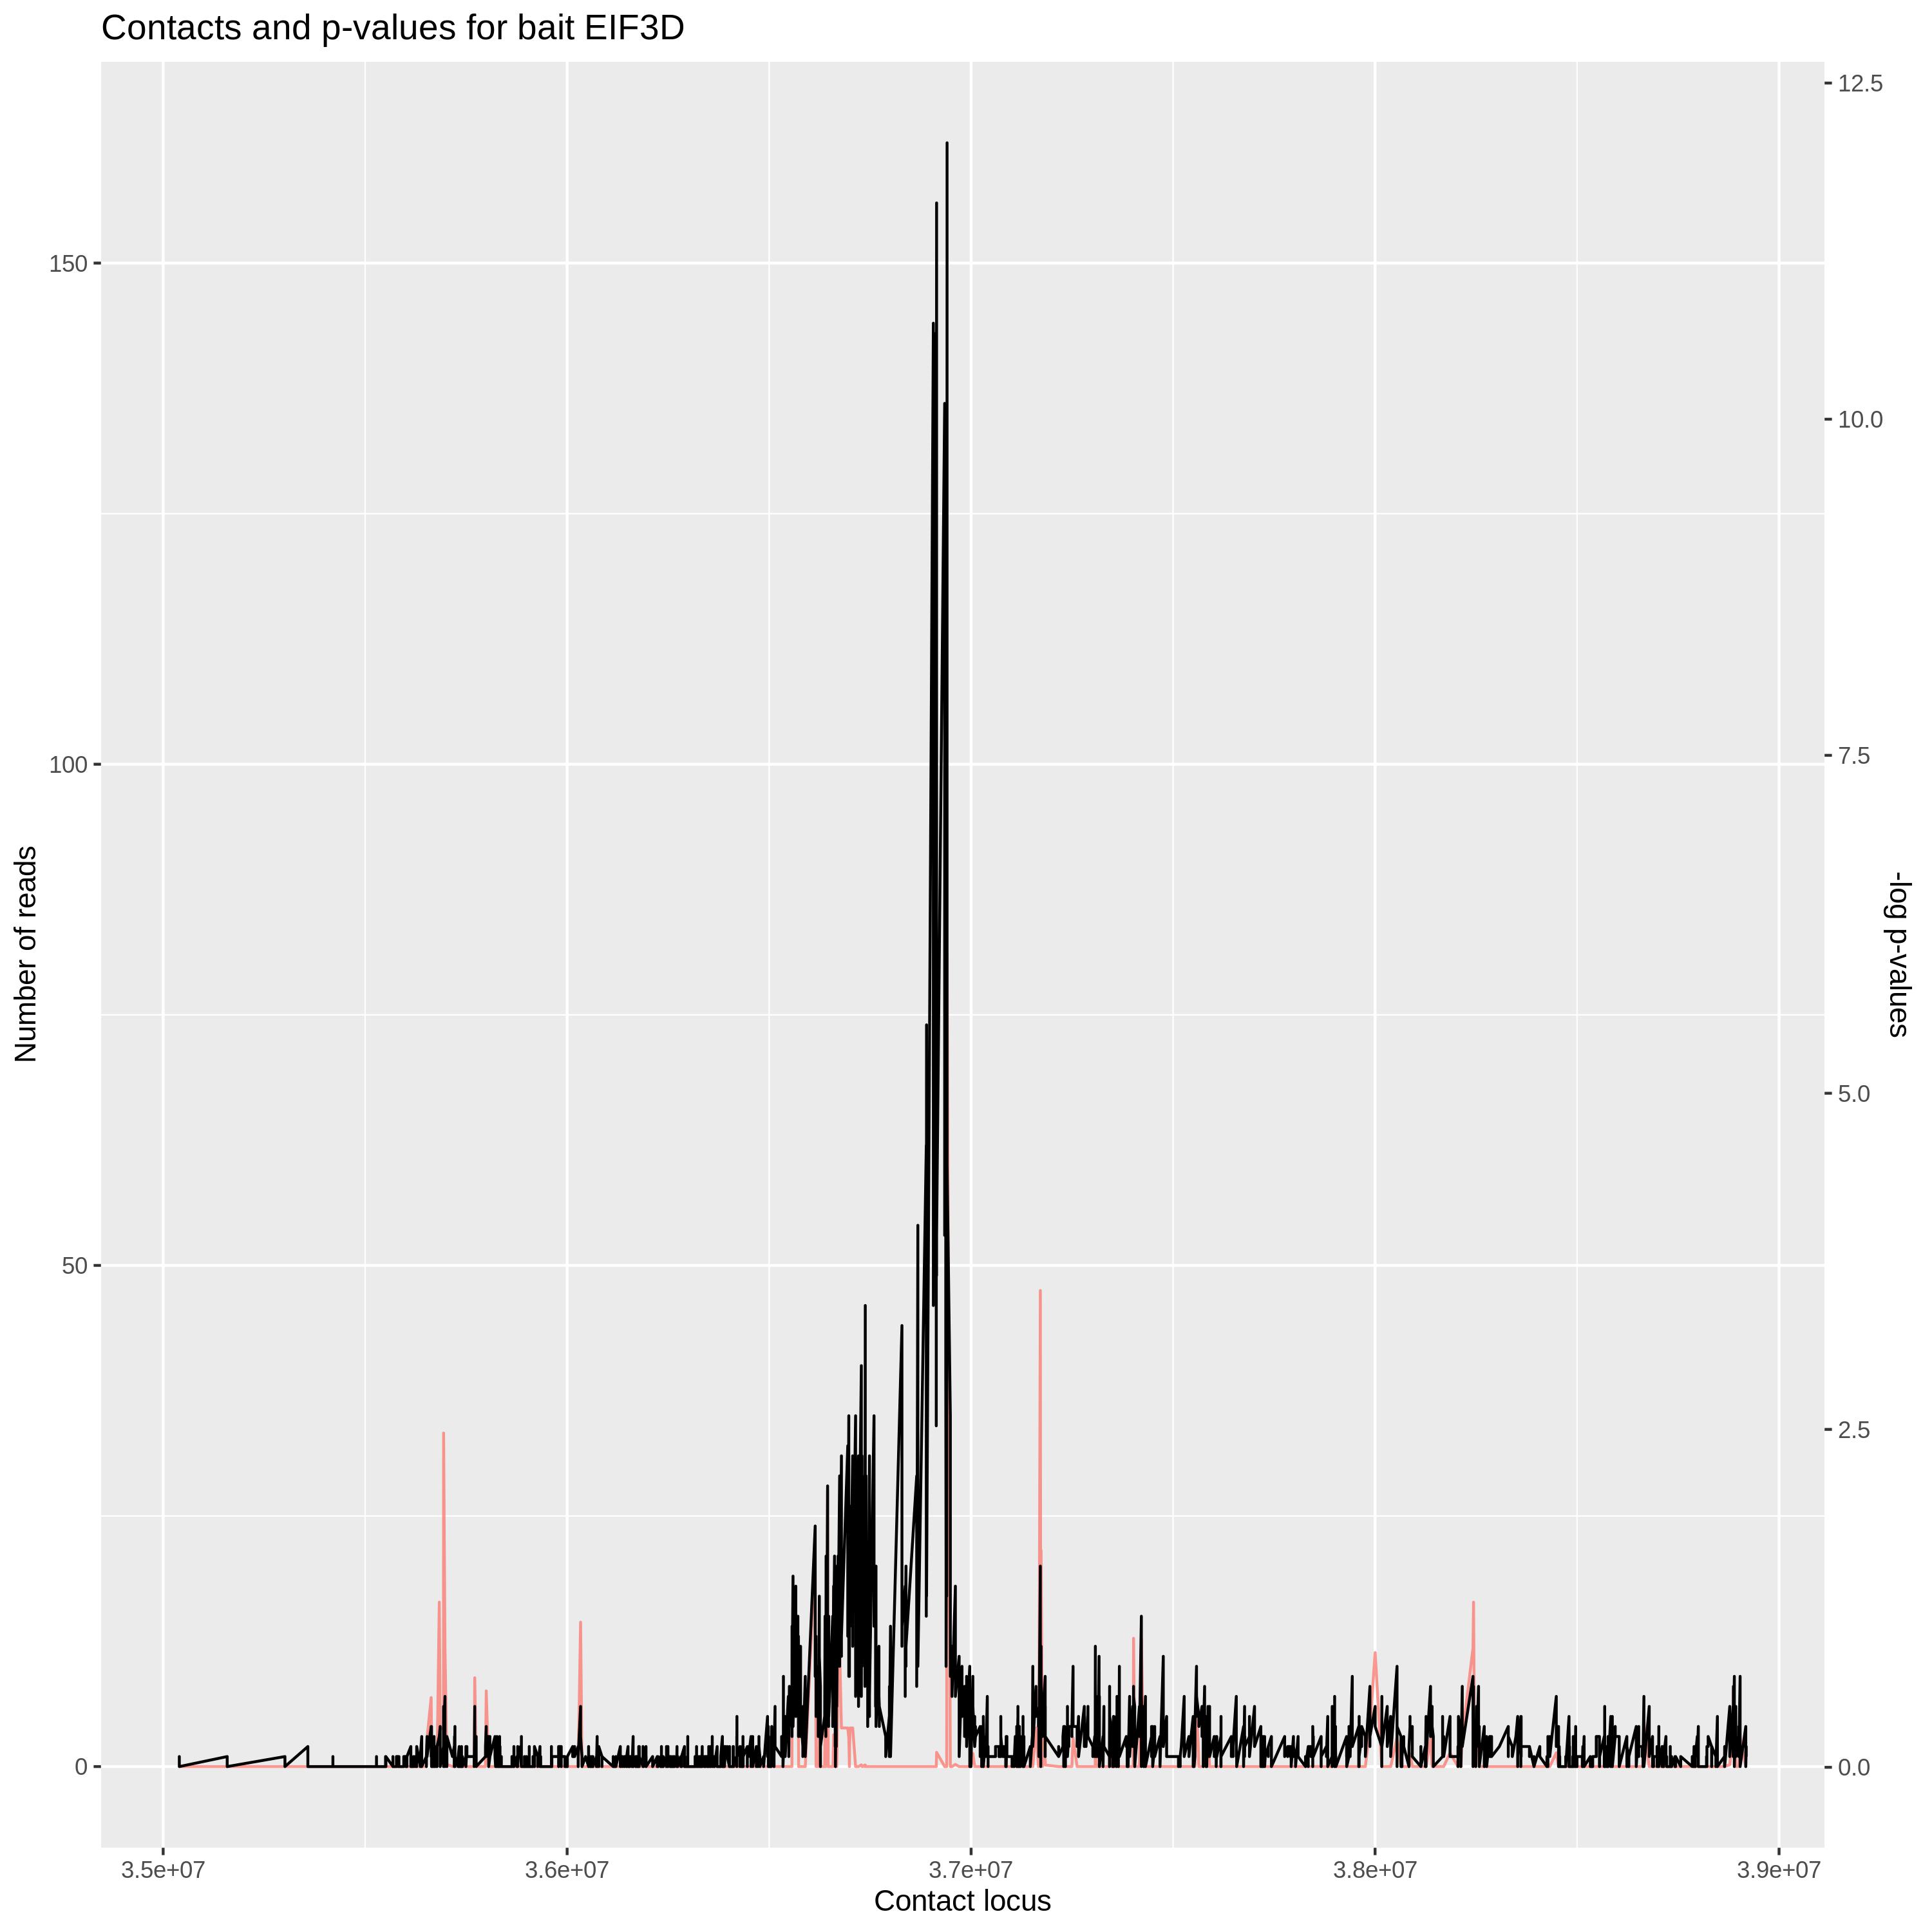 Contacts and p-values for bait EIF3D
Number of reads
150
100
50
0
12.5
10.0
7.5
5.0
2.5
0.0
-log p-values
3.5e+07
3.6e+07
3.7e+07
3.8e+07
3.9e+07
Contact locus